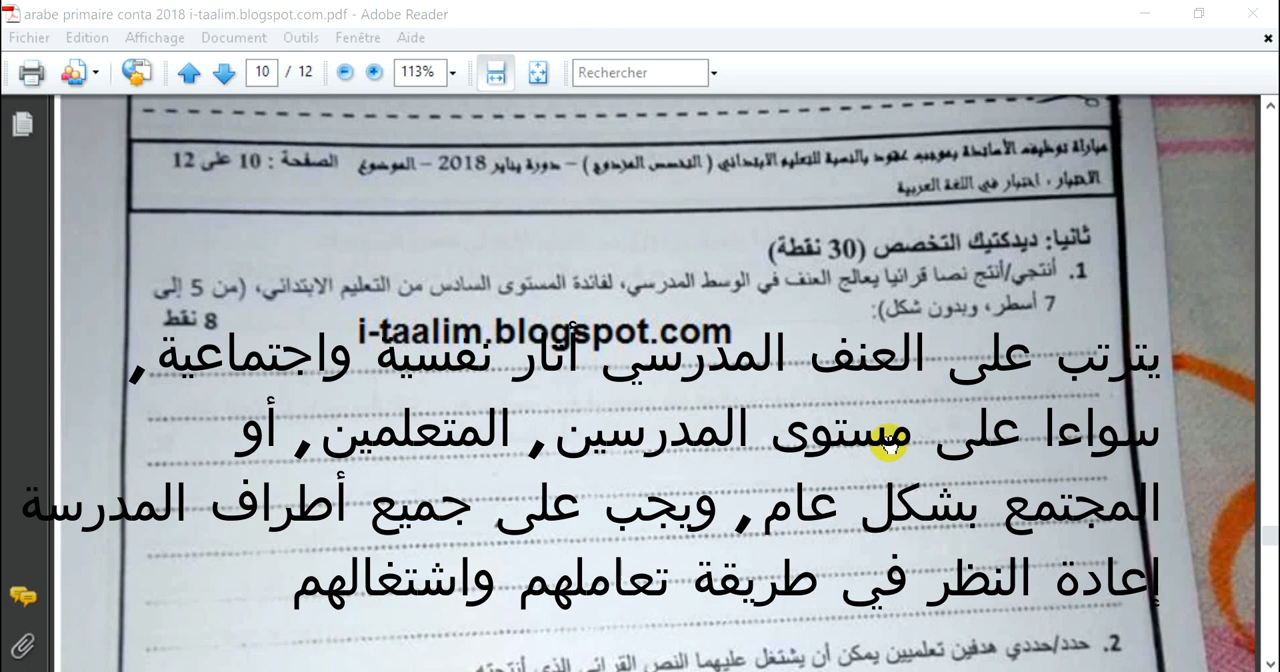 arabe primaire conta 2018 i-taalim.blogspot.com.pdf - Adobe Reader
Fichier Edition Affichage Document Outils Fenêtre Aide
10 / 12 113% Rechercher
مباراة توظيف الأساتذة بموجب عقود بالنسبة للتعليم الابتدائي ( التخصص المزدوج ) – دورة يناير 2018 – الموضوع الصفحة : 10 على 12
الاختبار : اختبار في اللغة العربية
ثانيا: ديدكتيك التخصص (30 نقطة)
1. أنتجي/أنتج نصا قرائيا يعالج العنف في الوسط المدرسي، لفائدة المستوى السادس من التعليم الابتدائي، (من 5 إلى
7 أسطر، وبدون شكل): 8 نقط
i-taalim.blogspot.com
يترتب على العنف المدرسي أثار نفسية واجتماعية,
سواءا على مستوى المدرسين, المتعلمين, أو
المجتمع بشكل عام, ويجب على جميع أطراف المدرسة
إعادة النظر في طريقة تعاملهم واشتغالهم
2. حدد/حددي هدفين تعلميين يمكن أن يشتغل عليهما النص القرائي الذي أنتجته